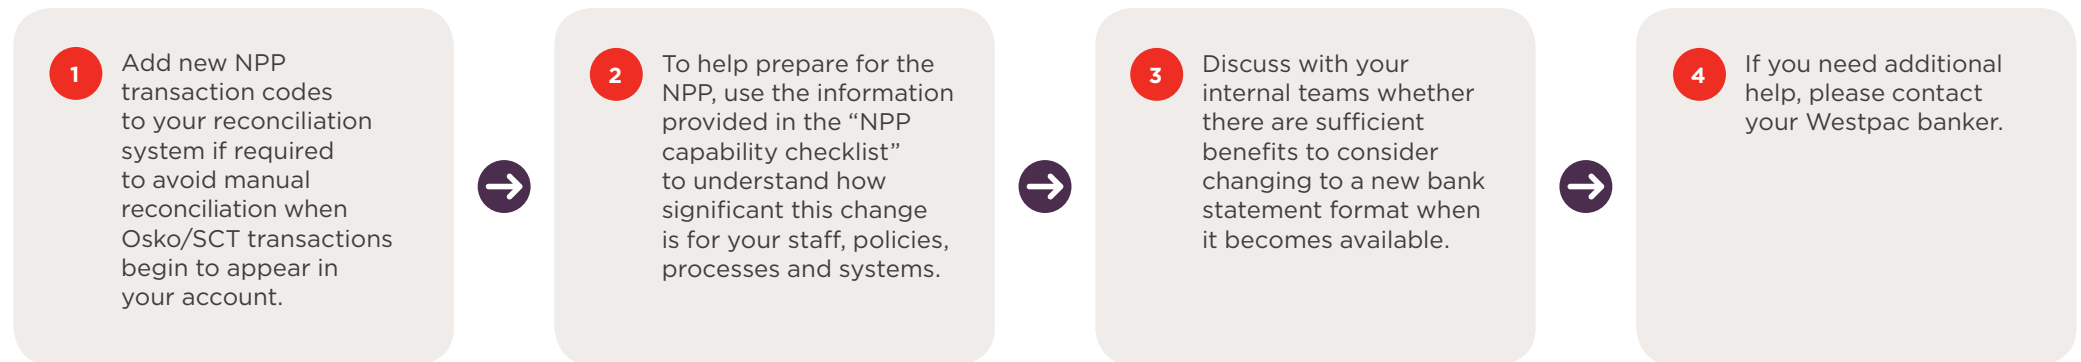 1
Add new NPP
transaction codes
to your reconciliation
system if required
to avoid manual
reconciliation when
Osko/SCT transactions
begin to appear in
your account.
2
To help prepare for the
NPP, use the information
provided in the “NPP
capability checklist”
to understand how
significant this change
is for your staff, policies,
processes and systems.
3
Discuss with your
internal teams whether
there are sufficient
benefits to consider
changing to a new bank
statement format when
it becomes available.
4
If you need additional
help, please contact
your Westpac banker.